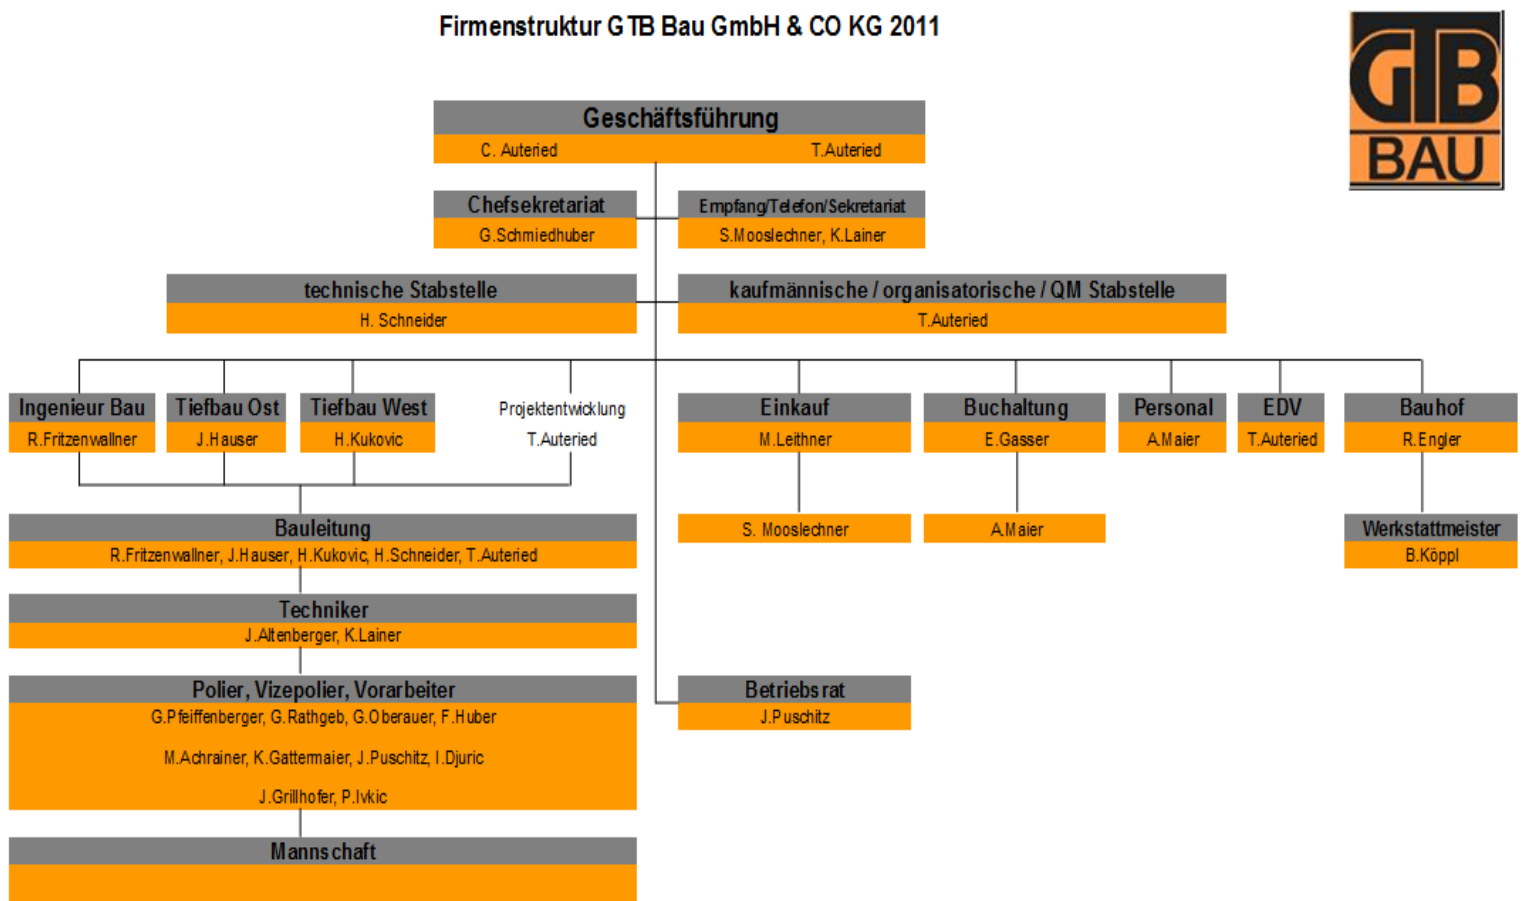 Firmenstruktur GTB Bau GmbH & CO KG 2011
GTB
BAU
Geschäftsführung
C. Auteried T.Auteried
Chefsekretariat
G.Schmiedhuber
Empfang/Telefon/Sekretariat
S.Mooslechner, K.Lainer
technische Stabstelle
H. Schneider
kaufmännische / organisatorische / QM Stabstelle
T.Auteried
Ingenieur Bau
R.Fritzenwallner
Tiefbau Ost
J.Hauser
Tiefbau West
H.Kukovic
Projektentwicklung
T.Auteried
Einkauf
M.Leithner
S. Mooslechner
Buchaltung
E.Gasser
A.Maier
Personal
A.Maier
EDV
T.Auteried
Bauhof
R.Engler
Werkstattmeister
B.Köppl
Bauleitung
R.Fritzenwallner, J.Hauser, H.Kukovic, H.Schneider, T.Auteried
Techniker
J.Altenberger, K.Lainer
Polier, Vizepolier, Vorarbeiter
G.Pfeiffenberger, G.Rathgeb, G.Oberauer, F.Huber
M.Achrainer, K.Gattermaier, J.Puschitz, I.Djuric
J.Grillhofer, P.Ivkic
Betriebsrat
J.Puschitz
Mannschaft